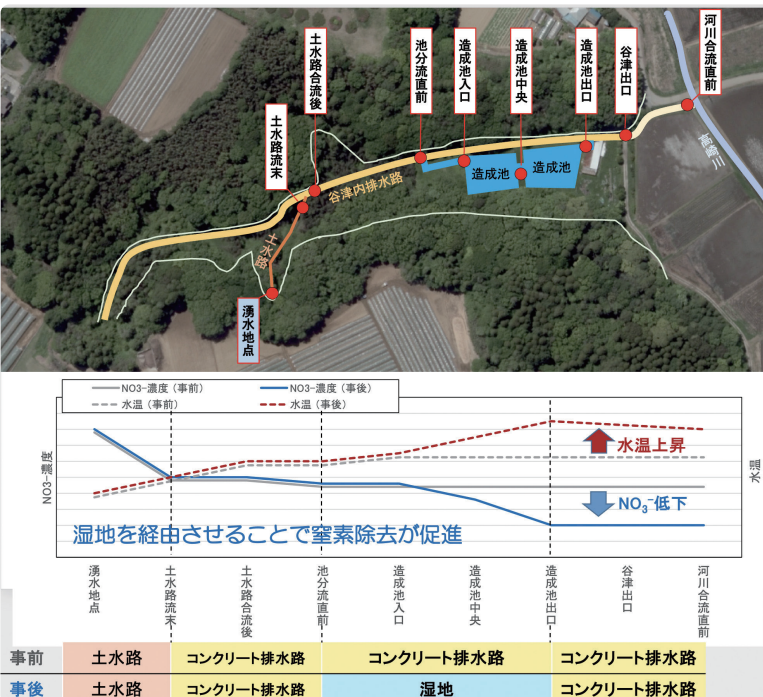 土水路流末
土水路合流後
池分流直前
造成池入口
造成池中央
造成池出口
谷津出口
河川合流直前
高崎川
谷津内排水路
造成池
造成池
土水路
湧水地点
NO3-濃度（事前）
NO3-濃度（事後）
水温（事前）
水温（事後）
NO3-濃度
水温
水温上昇
NO₃⁻低下
湿地を経由させることで窒素除去が促進
湧水地点
土水路流末
土水路合流後
池分流直前
造成池入口
造成池中央
造成池出口
谷津出口
河川合流直前
事前 土水路 コンクリート排水路 コンクリート排水路 コンクリート排水路
事後 土水路 コンクリート排水路 湿地 コンクリート排水路